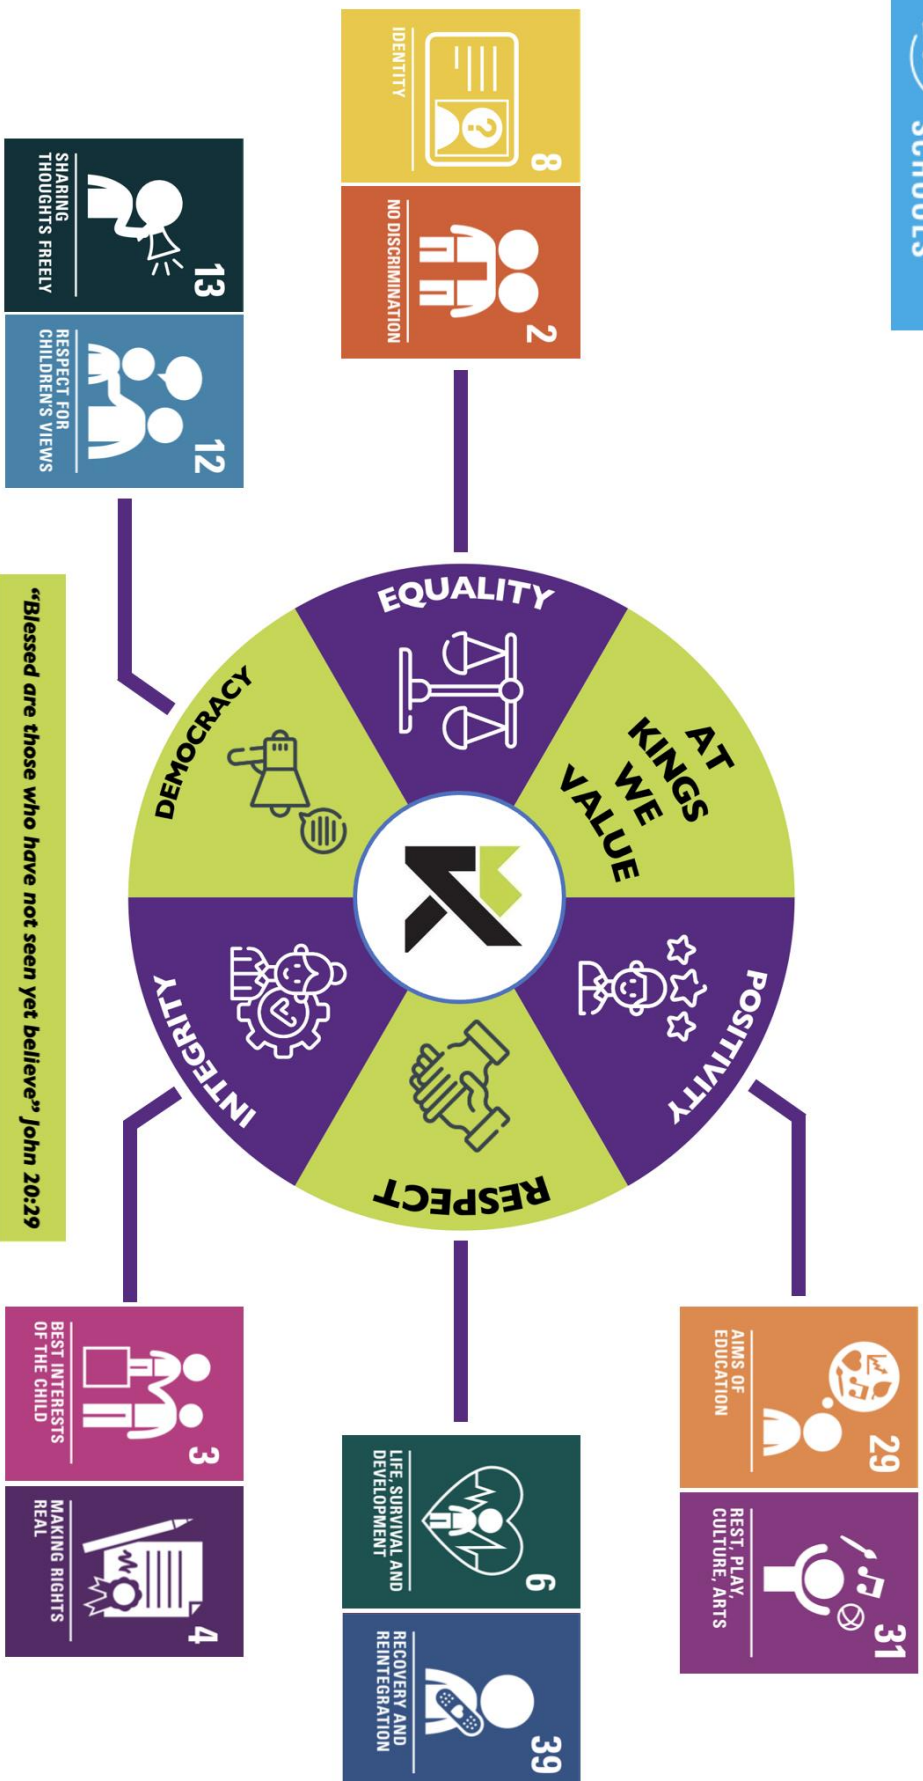 SCHOOLS
8
IDENTITY
2
NO DISCRIMINATION
13
SHARING
THOUGHTS FREELY
12
RESPECT FOR
CHILDREN'S VIEWS
AT
KINGS
WE
VALUE
POSITIVITY
RESPECT
INTEGRITY
DEMOCRACY
EQUALITY
29
AIMS OF
EDUCATION
31
REST, PLAY,
CULTURE, ARTS
6
LIFE, SURVIVAL AND
DEVELOPMENT
39
RECOVERY AND
REINTEGRATION
3
BEST INTERESTS
OF THE CHILD
4
MAKING RIGHTS
REAL
“Blessed are those who have not seen yet believe” John 20:29